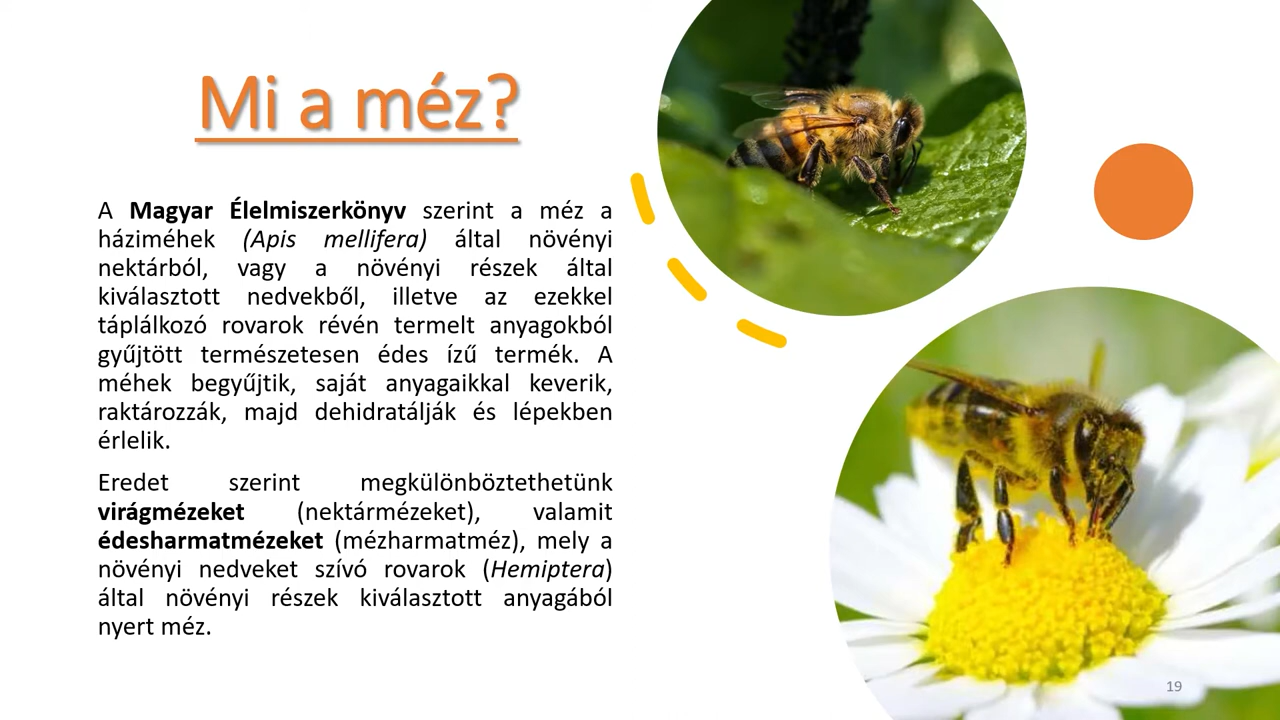 Mi a méz?
A Magyar Élelmiszerkönyv szerint a méz a
háziméhek (Apis mellifera) által növényi
nektárból, vagy a növényi részek által
kiválasztott nedvekből, illetve az ezekkel
táplálkozó rovarok révén termelt anyagokból
gyűjtött természetesen édes ízű termék. A
méhek begyűjtik, saját anyagaikkal keverik,
raktározzák, majd dehidratálják és lépekben
érlelik.
Eredet szerint megkülönböztethetünk
virágmézeket (nektármézeket), valamit
édesharmatmézeket (mézharmatméz), mely a
növényi nedveket szívó rovarok (Hemiptera)
által növényi részek kiválasztott anyagából
nyert méz.
19